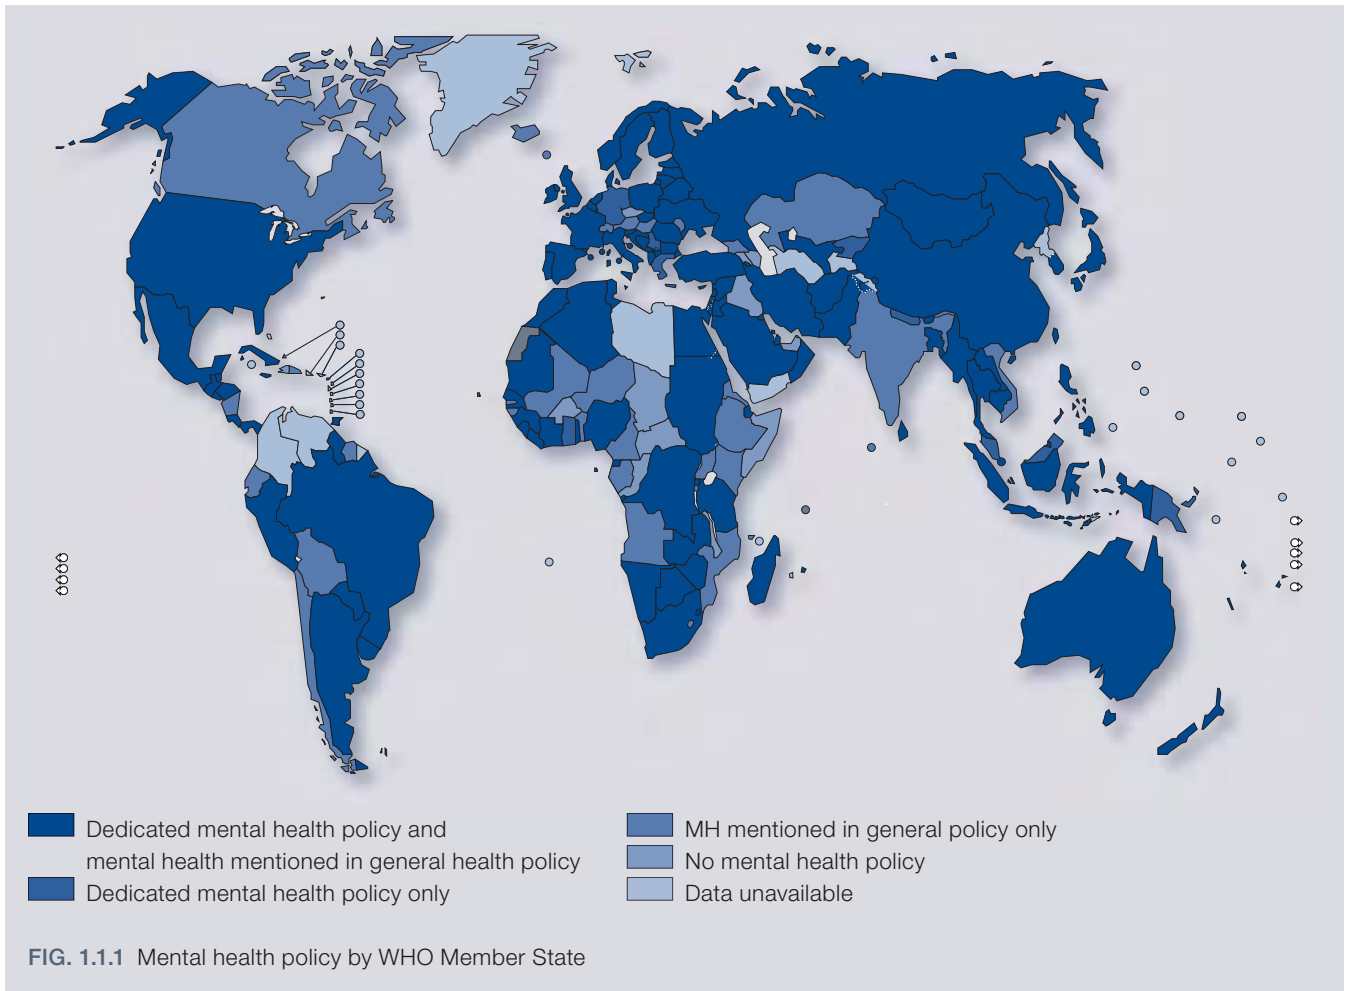 Dedicated mental health policy and
mental health mentioned in general health policy
Dedicated mental health policy only
MH mentioned in general policy only
No mental health policy
Data unavailable
FIG. 1.1.1 Mental health policy by WHO Member State